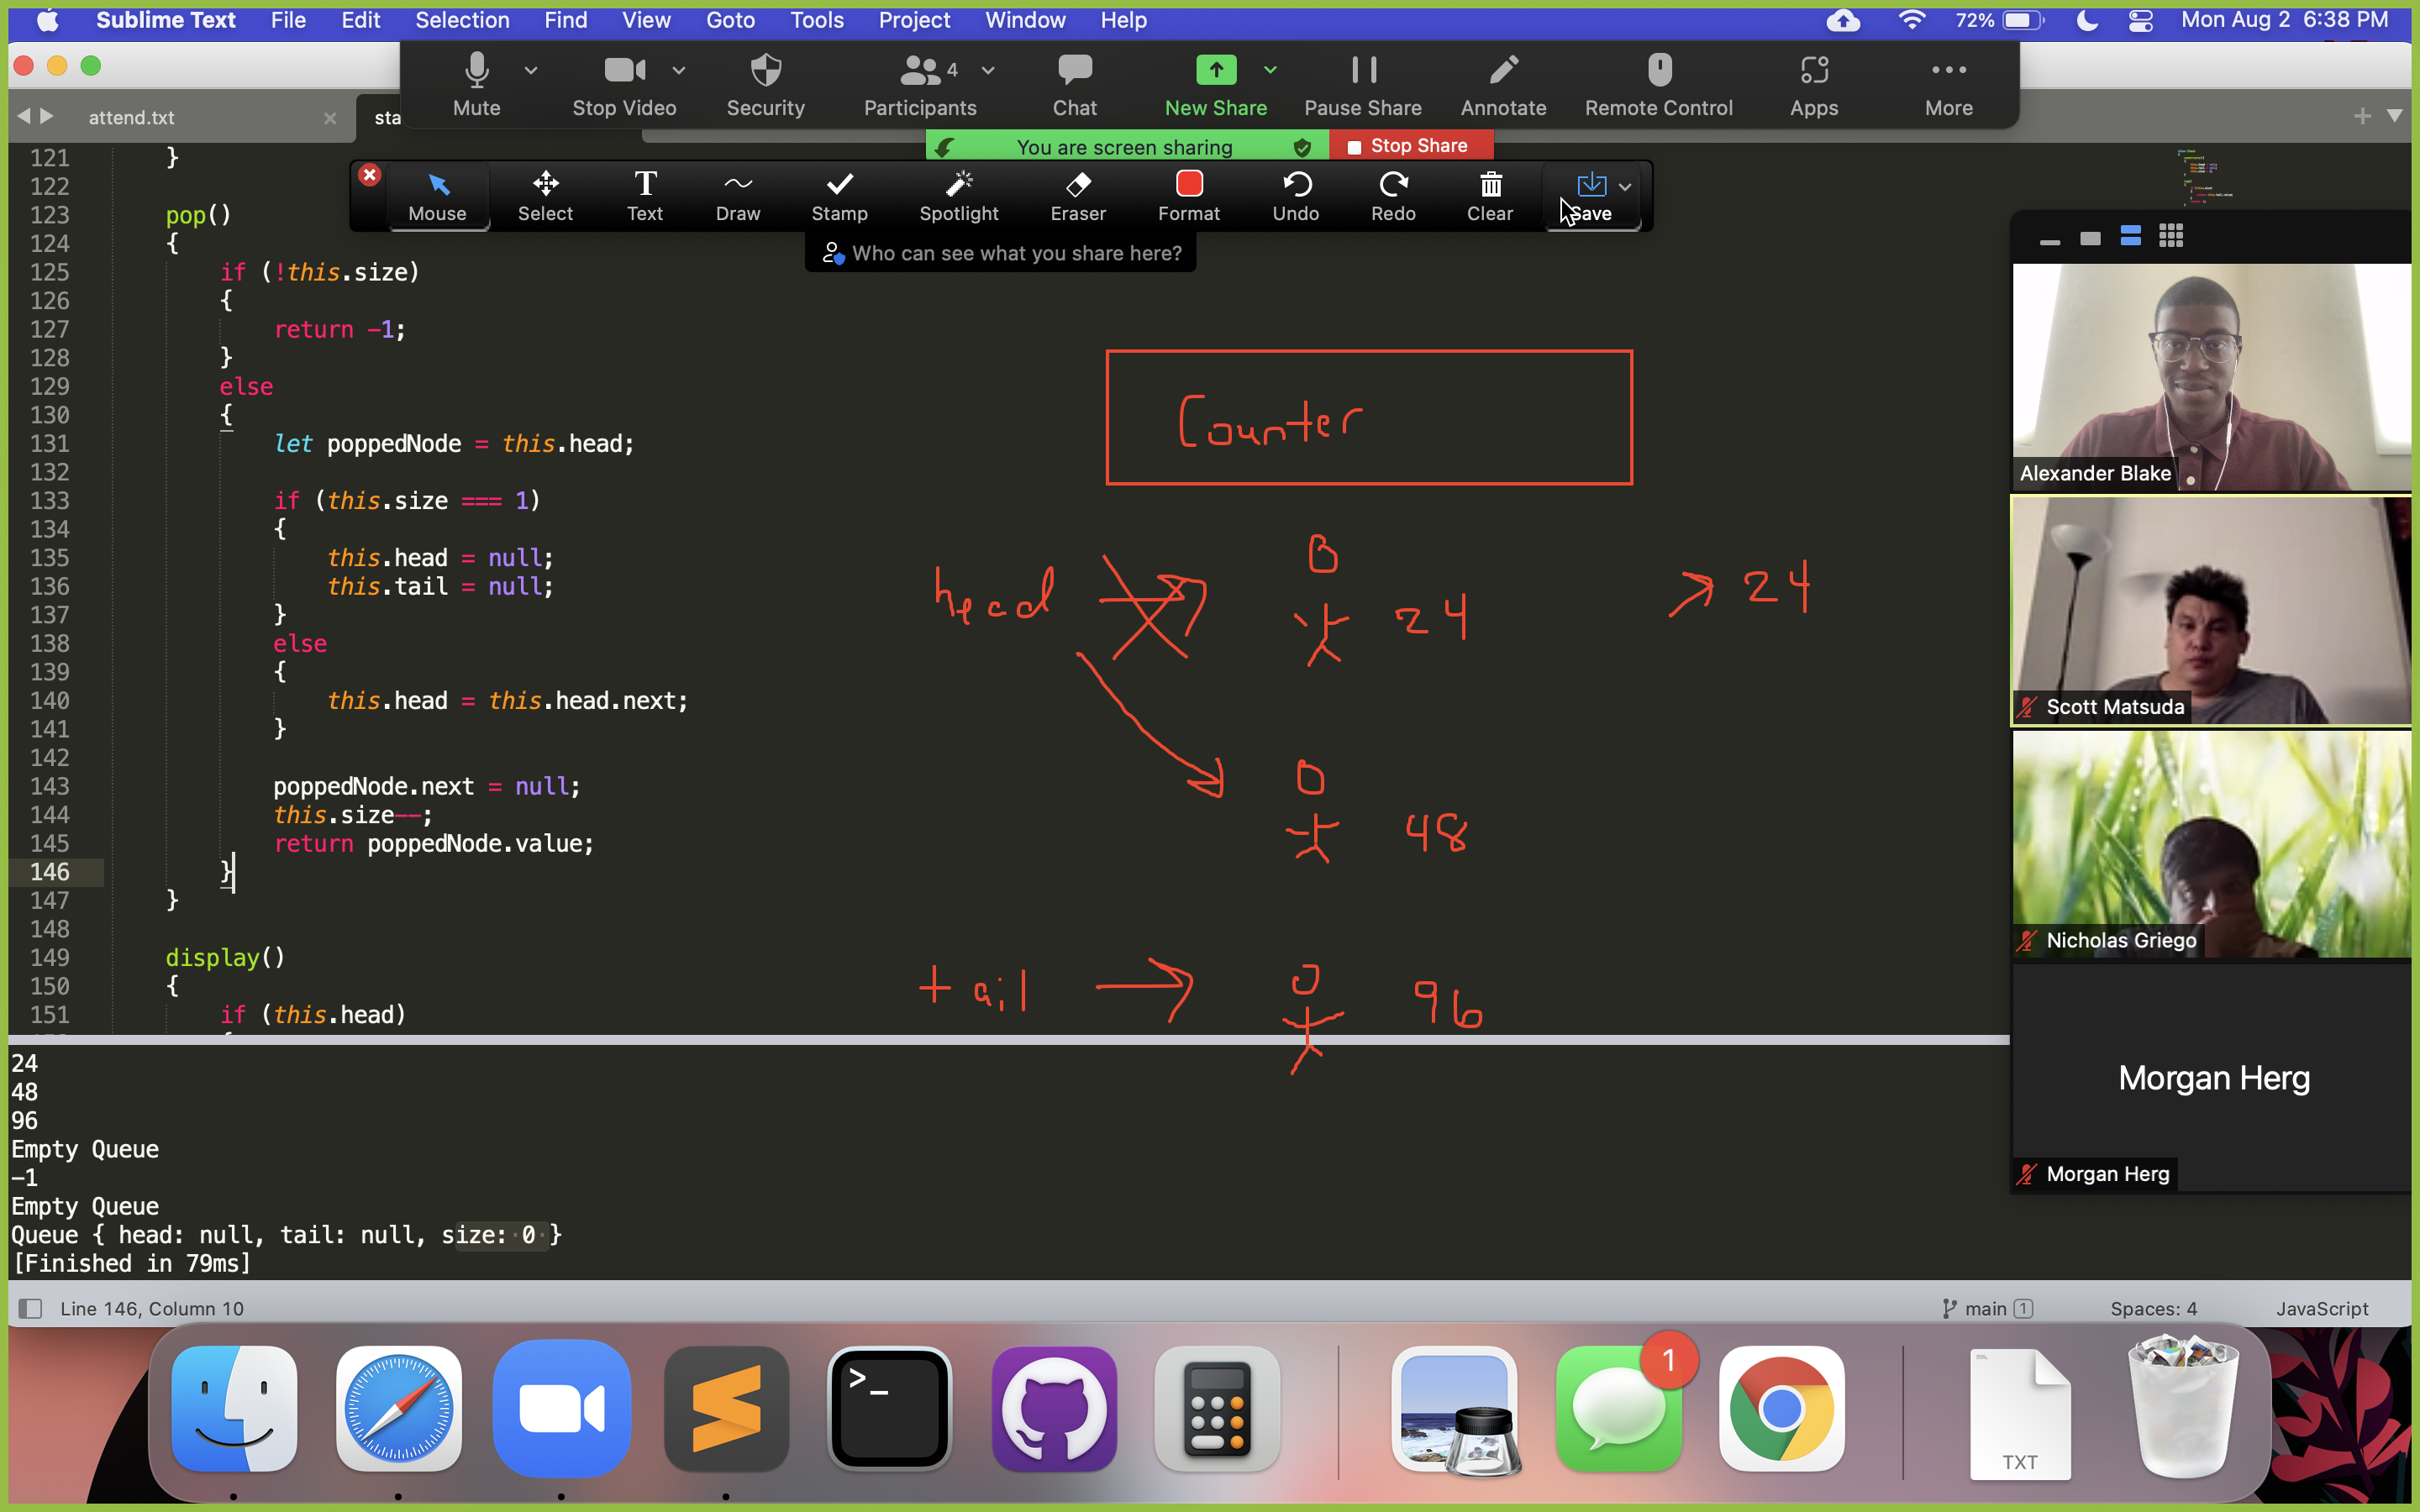 Sublime Text File Edit Selection Find View Goto Tools Project Window Help 72% Mon Aug 2 6:38 PM
Mute Stop Video Security Participants 4 Chat New Share Pause Share Annotate Remote Control Apps More
attend.txt sta
You are screen sharing Stop Share
Mouse Select Text Draw Stamp Spotlight Eraser Format Undo Redo Clear Save
Who can see what you share here?
121 }
122
123 pop()
124 {
125 if (!this.size)
126 {
127 return -1;
128 }
129 else
130 {
131 let poppedNode = this.head;
132
133 if (this.size === 1)
134 {
135 this.head = null;
136 this.tail = null;
137 }
138 else
139 {
140 this.head = this.head.next;
141 }
142
143 poppedNode.next = null;
144 this.size--;
145 return poppedNode.value;
146 }
147 }
148
149 display()
150 {
151 if (this.head)
Counter
head 24 24
48
tail 96
Alexander Blake
Scott Matsuda
Nicholas Griego
Morgan Herg
Morgan Herg
24
48
96
Empty Queue
-1
Empty Queue
Queue { head: null, tail: null, size: 0 }
[Finished in 79ms]
Line 146, Column 10 main 1 Spaces: 4 JavaScript
>_ 1 TXT